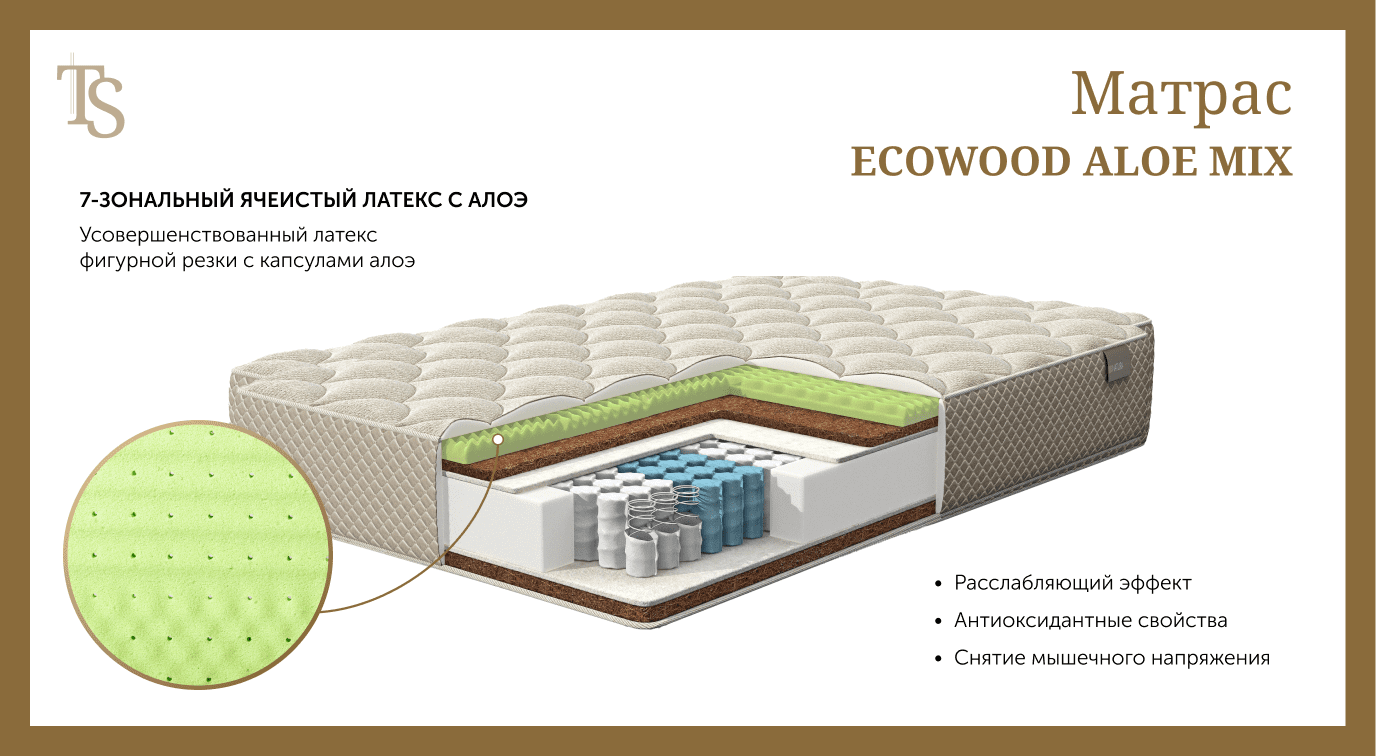 TS
Матрас
ECOWOOD ALOE MIX
7-ЗОНАЛЬНЫЙ ЯЧЕИСТЫЙ ЛАТЕКС С АЛОЭ
Усовершенствованный латекс
фигурной резки с капсулами алоэ
• Расслабляющий эффект
• Антиоксидантные свойства
• Снятие мышечного напряжения